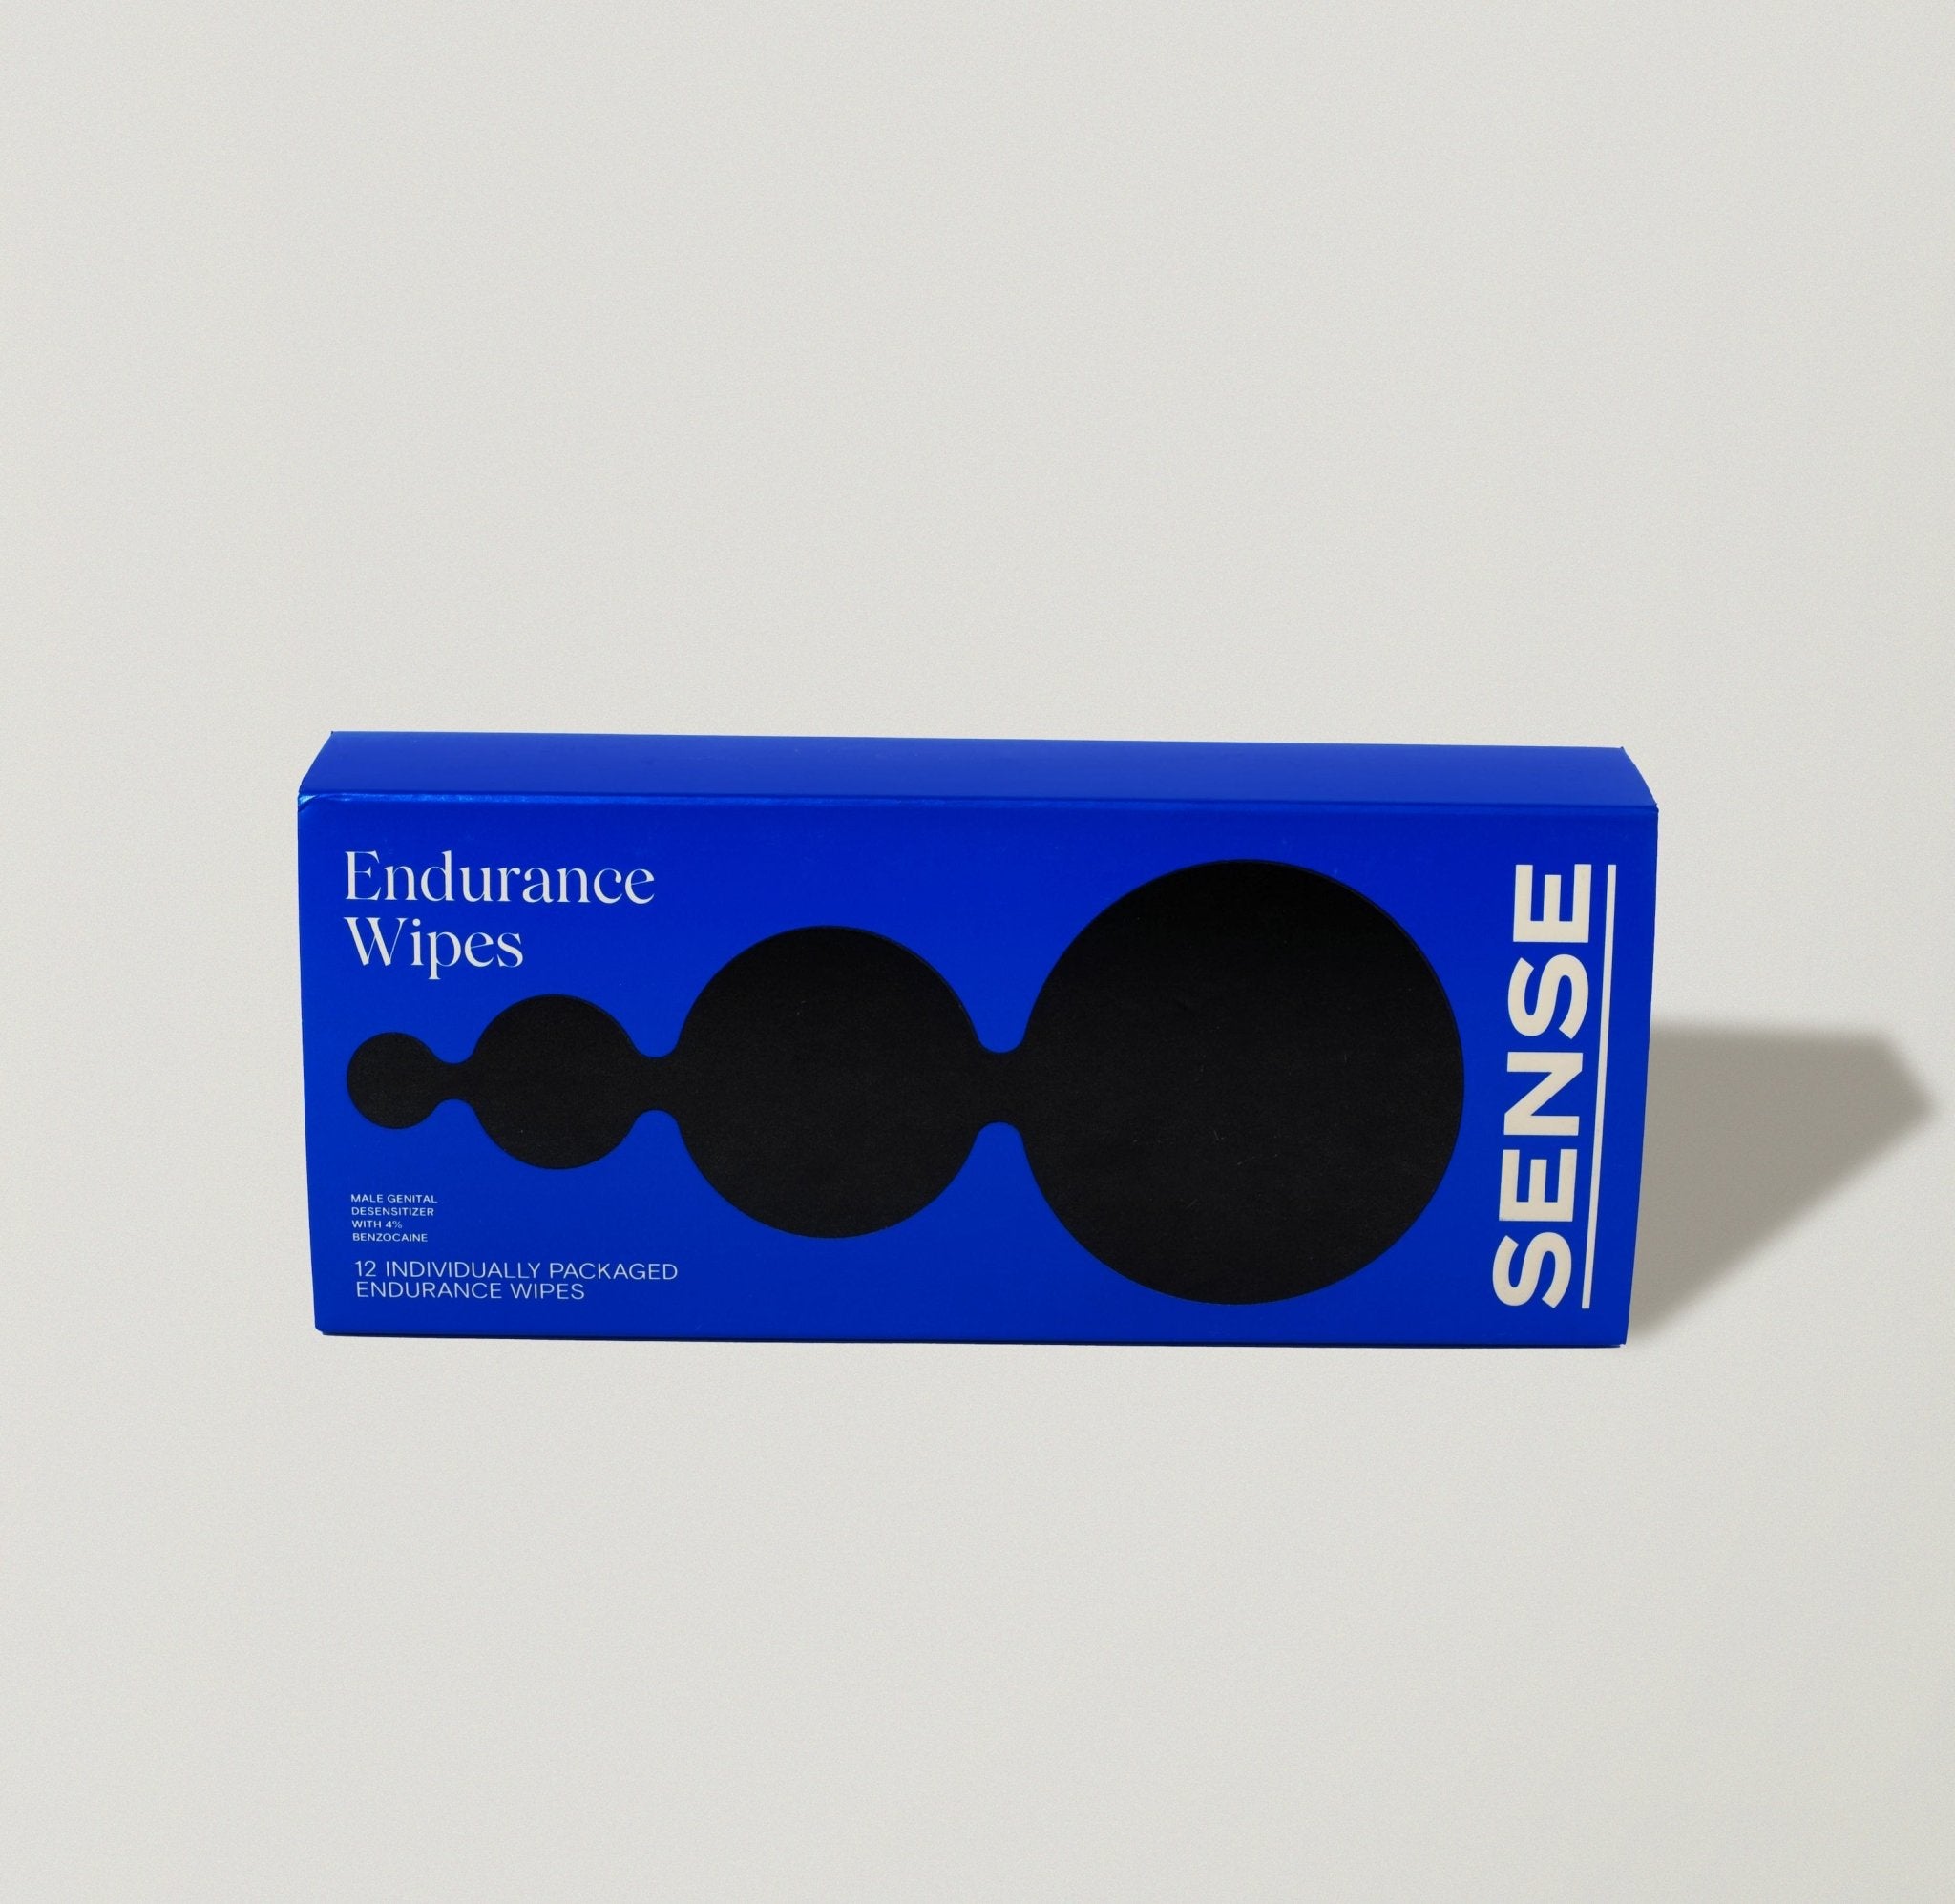 Endurance
Wipes
MALE GENITAL
DESENSITIZER
WITH 4%
BENZOCAINE
12 INDIVIDUALLY PACKAGED
ENDURANCE WIPES
SENSE